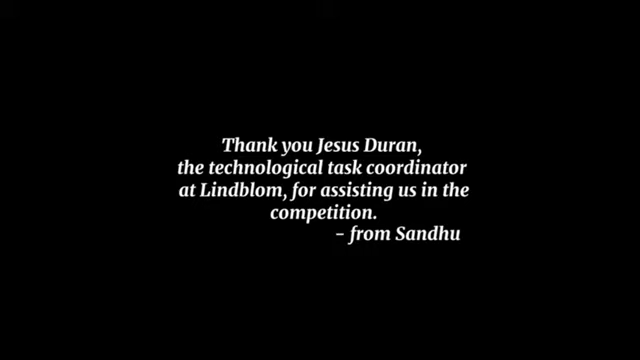 Thank you Jesus Duran,
the technological task coordinator
at Lindblom, for assisting us in the
competition.
- from Sandhu